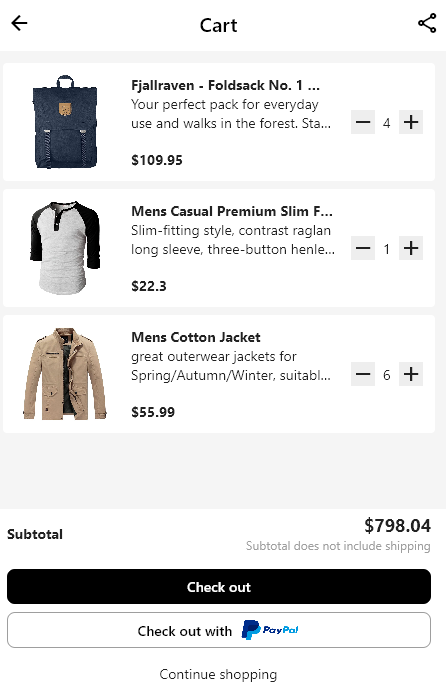 Cart
Fjallraven - Foldsack No. 1 ...
Your perfect pack for everyday
use and walks in the forest. Sta...
4
$109.95
Mens Casual Premium Slim F...
Slim-fitting style, contrast raglan
long sleeve, three-button henle...
1
$22.3
Mens Cotton Jacket
great outerwear jackets for
Spring/Autumn/Winter, suitabl...
6
$55.99
Subtotal
$798.04
Subtotal does not include shipping
Check out
Check out with PayPal
Continue shopping